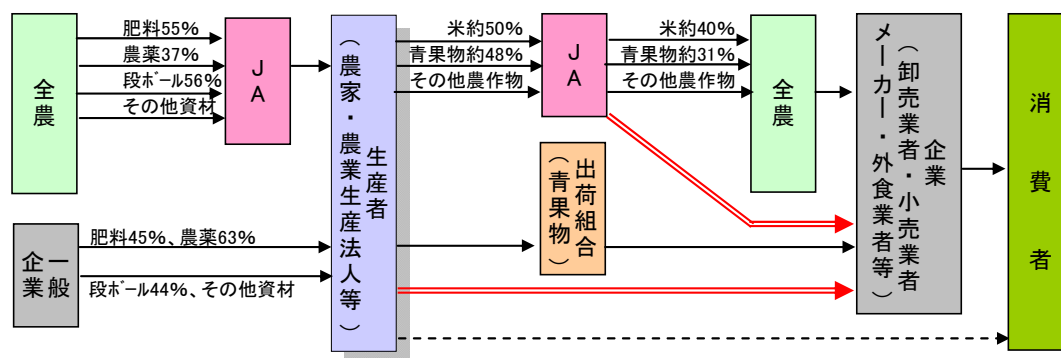 全農
肥料55%
農薬37%
段ボール56%
その他資材
JA
一般
企業
肥料45%、農薬63%
段ボール44%、その他資材
生産者
（農家・農業生産法人等）
米約50%
青果物約48%
その他農作物
JA
出荷組合
（青果物）
米約40%
青果物約31%
その他農作物
全農
企業
（卸売業者・小売業者
メーカー・外食業者等）
消費者